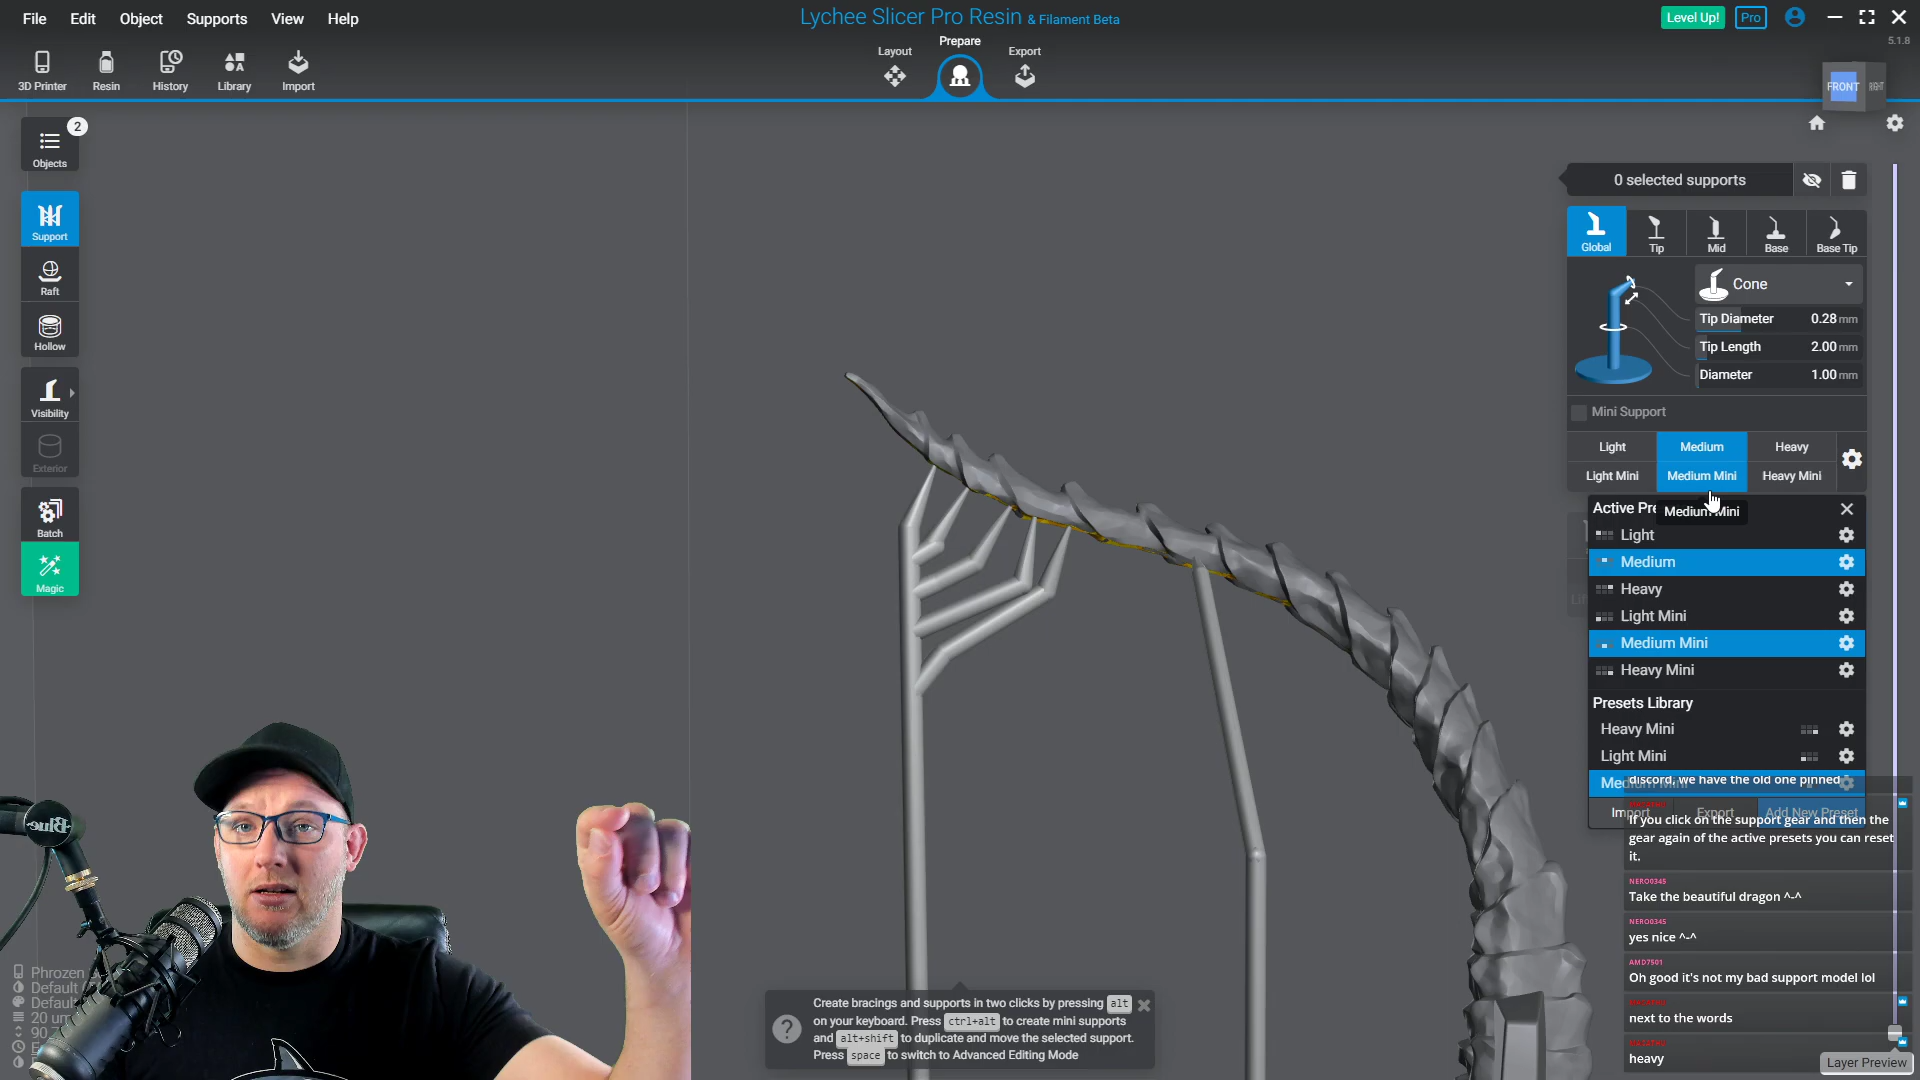 File Edit Object Supports View Help
Lychee Slicer Pro Resin & Filament Beta
Level Up! Pro
5.1.8
3D Printer Resin History Library Import
Layout Prepare Export
FRONT RIGHT
2
Objects
Support
Raft
Hollow
Visibility
Exterior
Batch
Magic
0 selected supports
Global Tip Mid Base Base Tip
Cone
Tip Diameter 0.28 mm
Tip Length 2.00 mm
Diameter 1.00 mm
Mini Support
Light Medium Heavy
Light Mini Medium Mini Heavy Mini
Active
Medium Mini
Light
Medium
Heavy
Light Mini
Medium Mini
Heavy Mini
Presets Library
Heavy Mini
Light Mini
discord, we have the old one pinned
Import Export Add New Preset
If you click on the support gear and then the
gear again of the active presets you can reset
it.
NERO0345
Take the beautiful dragon ^-^
NERO0345
yes nice ^-^
AMD7501
Oh good it's not my bad support model lol
next to the words
heavy
Layer Preview
Create bracings and supports in two clicks by pressing alt
on your keyboard. Press ctrl+alt to create mini supports
and alt+shift to duplicate and move the selected support.
Press space to switch to Advanced Editing Mode
Blue
Phrozen
Default
Default
20
90